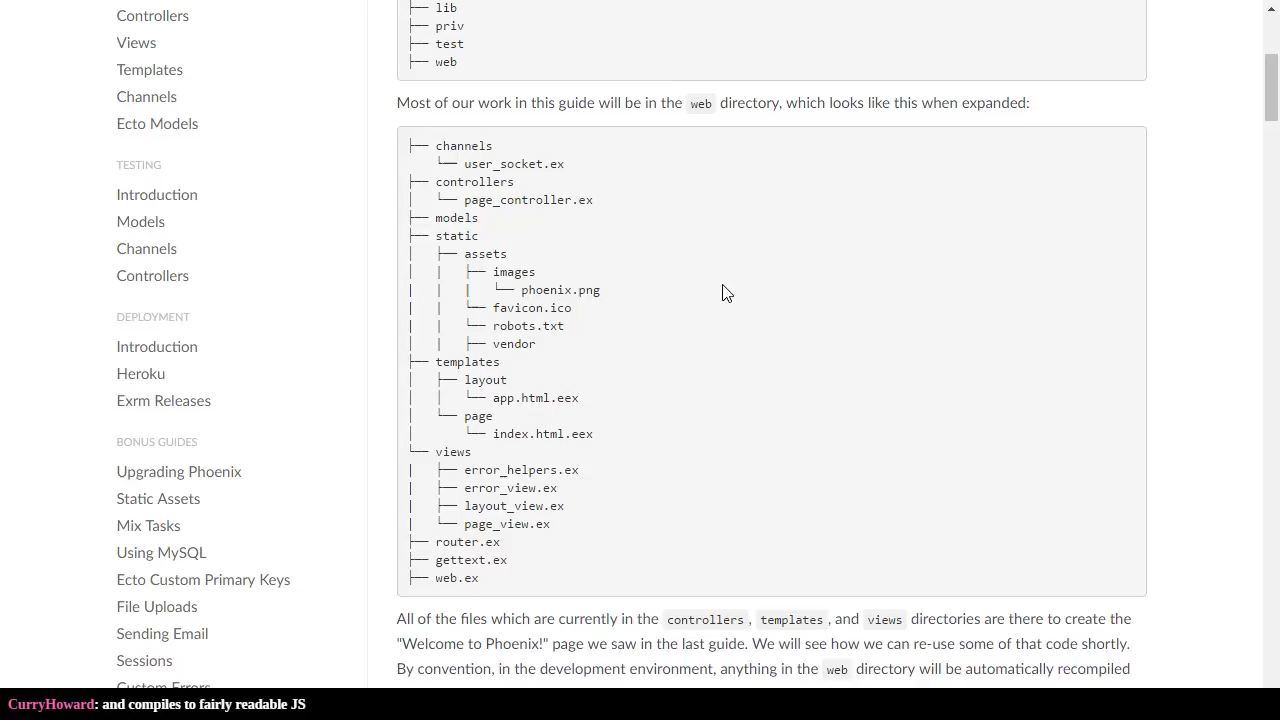 Controllers
Views
Templates
Channels
Ecto Models
TESTING
Introduction
Models
Channels
Controllers
DEPLOYMENT
Introduction
Heroku
Exrm Releases
BONUS GUIDES
Upgrading Phoenix
Static Assets
Mix Tasks
Using MySQL
Ecto Custom Primary Keys
File Uploads
Sending Email
Sessions
Custom Errors
├── lib
├── priv
├── test
├── web
Most of our work in this guide will be in the web directory, which looks like this when expanded:
├── channels
    └── user_socket.ex
├── controllers
│   └── page_controller.ex
├── models
├── static
│   ├── assets
│   |   ├── images
|   |   |   └── phoenix.png
|   |   └── favicon.ico
|   |   └── robots.txt
|   |   ├── vendor
├── templates
│   ├── layout
│   │   └── app.html.eex
│   └── page
│       └── index.html.eex
└── views
|   ├── error_helpers.ex
|   ├── error_view.ex
|   ├── layout_view.ex
|   └── page_view.ex
├── router.ex
├── gettext.ex
├── web.ex
All of the files which are currently in the controllers, templates, and views directories are there to create the
"Welcome to Phoenix!" page we saw in the last guide. We will see how we can re-use some of that code shortly.
By convention, in the development environment, anything in the web directory will be automatically recompiled
CurryHoward: and compiles to fairly readable JS